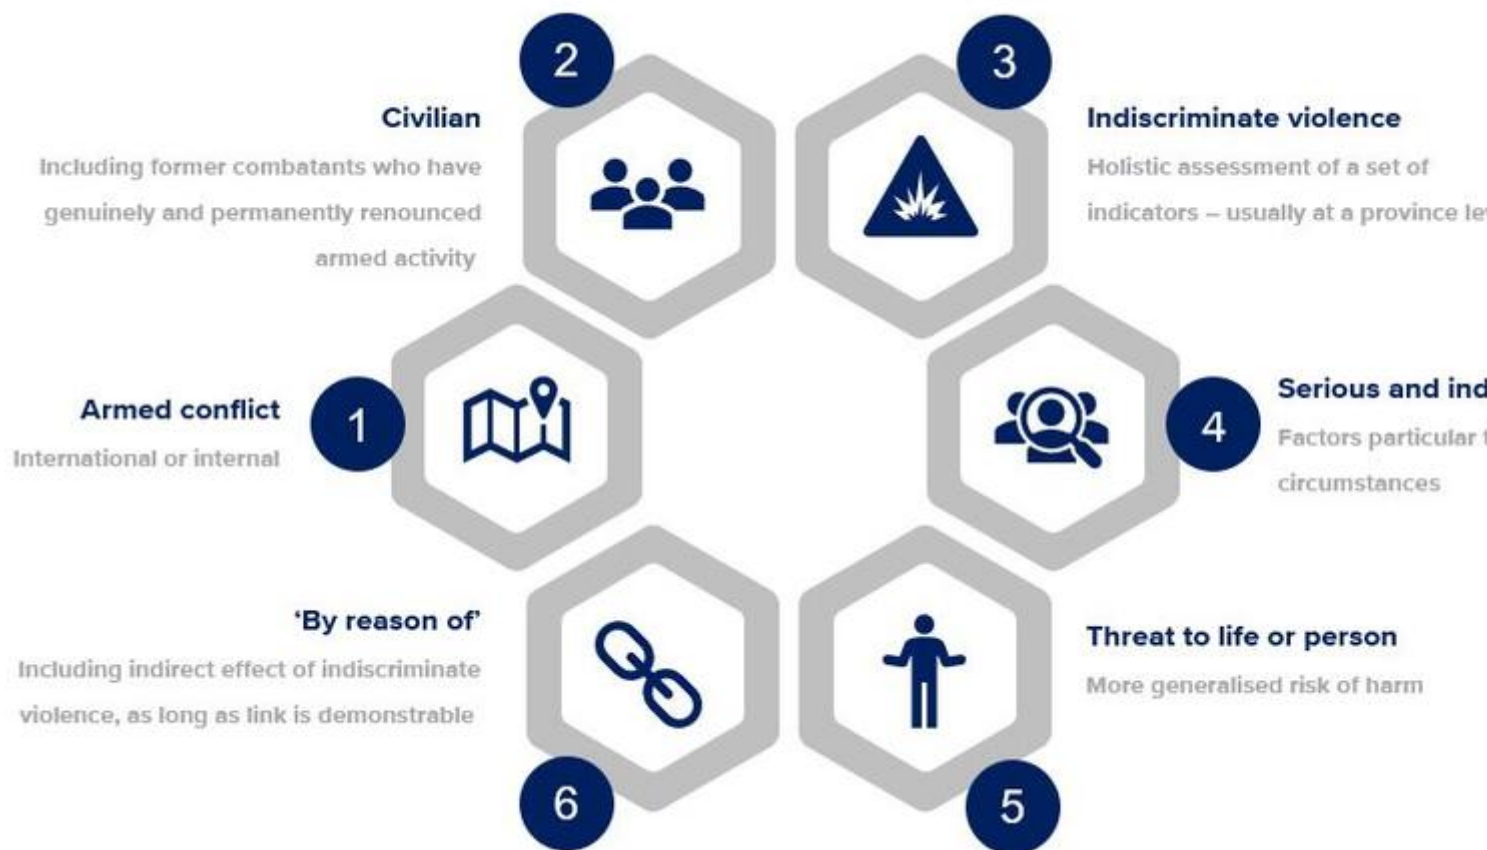 1
Armed conflict
International or internal
2
Civilian
Including former combatants who have
genuinely and permanently renounced
armed activity
3
Indiscriminate violence
Holistic assessment of a set of
indicators – usually at a province
4
Serious and
Factors particular
circumstances
5
Threat to life or person
More generalised risk of harm
6
‘By reason of’
Including indirect effect of indiscriminate
violence, as long as link is demonstrable